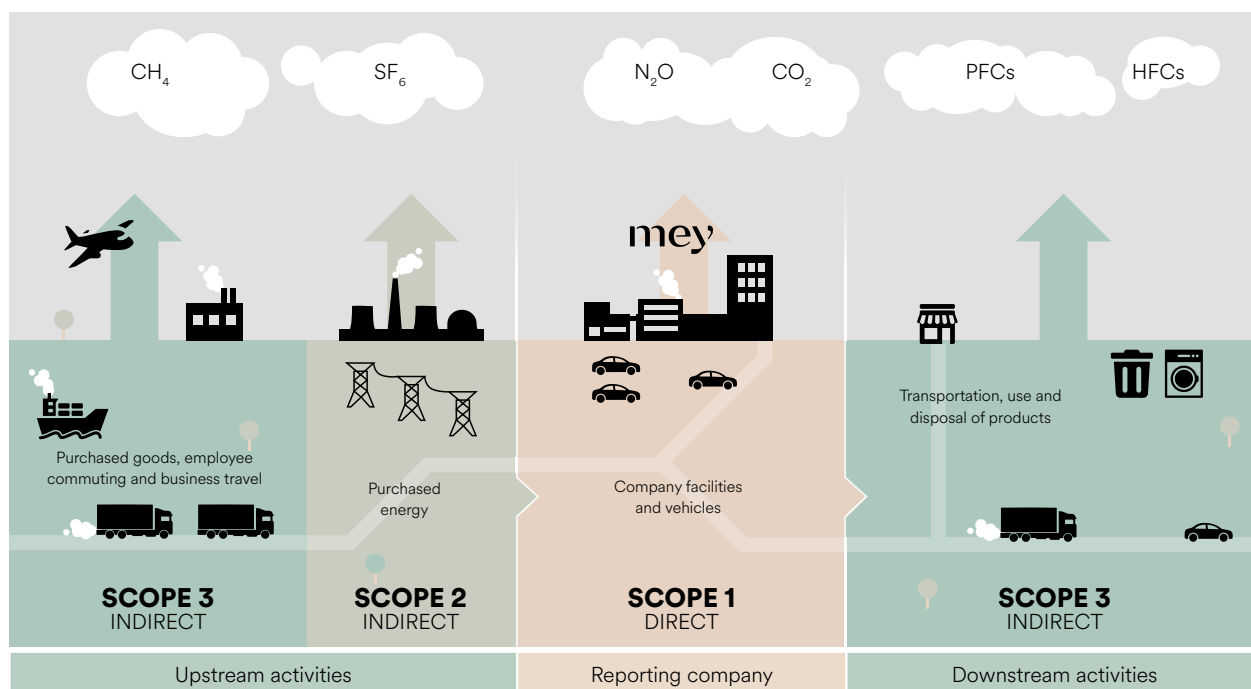 CH₄
SF₆
N₂O
CO₂
PFCs
HFCs
mey
Purchased goods, employee
commuting and business travel
Purchased
energy
Company facilities
and vehicles
Transportation, use and
disposal of products
SCOPE 3
INDIRECT
SCOPE 2
INDIRECT
SCOPE 1
DIRECT
SCOPE 3
INDIRECT
Upstream activities
Reporting company
Downstream activities